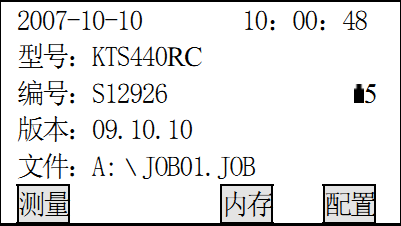 2007-10-10 10：00：48
型号：KTS440RC
编号：S12926 5
版本：09.10.10
文件：A:\JOB01.JOB
测量 内存 配置